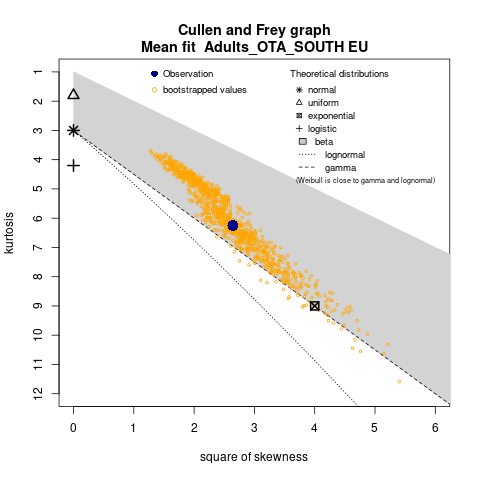 Cullen and Frey graph
Mean fit  Adults_OTA_SOUTH EU
Observation
bootstrapped values
Theoretical distributions
normal
uniform
exponential
logistic
beta
lognormal
gamma
(Weibull is close to gamma and lognormal)
kurtosis
1
2
3
4
5
6
7
8
9
10
11
12
0 1 2 3 4 5 6
square of skewness